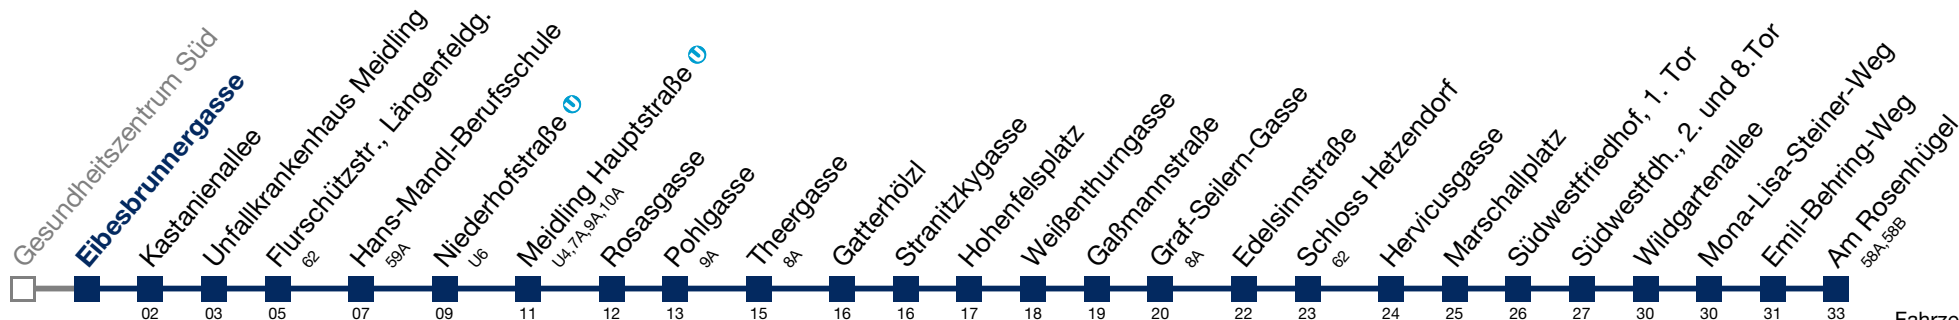 Gesundheitszentrum Süd
Eibesbrunnergasse
Kastanienallee
02
Unfallkrankenhaus Meidling
03
Flurschützstr., Längenfeldg.
62
05
Hans-Mandl-Berufsschule
59A
07
Niederhofstraße U
U6
09
Meidling Hauptstraße U
U4,7A,9A,10A
11
Rosasgasse
12
Pohlgasse
9A
13
Theergasse
8A
15
Gatterhölzl
16
Stranitzkygasse
16
Hohenfelsplatz
17
Weißenthurngasse
18
Gaßmannstraße
19
Graf-Seilern-Gasse
8A
20
Edelsinnstraße
22
Schloss Hetzendorf
62
23
Hervicusgasse
24
Marschallplatz
25
Südwestfriedhof, 1. Tor
26
Südwestfdh., 2. und 8.Tor
27
Wildgartenallee
30
Mona-Lisa-Steiner-Weg
30
Emil-Behring-Weg
31
Am Rosenhügel
58A,58B
33